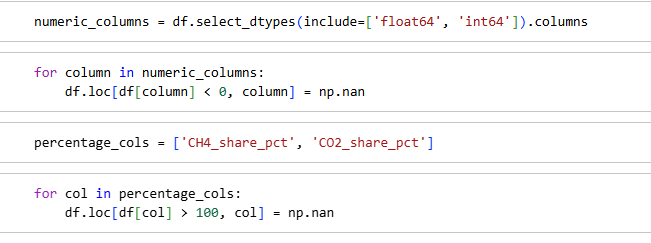 numeric_columns = df.select_dtypes(include=['float64', 'int64']).columns
for column in numeric_columns:
    df.loc[df[column] < 0, column] = np.nan
percentage_cols = ['CH4_share_pct', 'CO2_share_pct']
for col in percentage_cols:
    df.loc[df[col] > 100, col] = np.nan